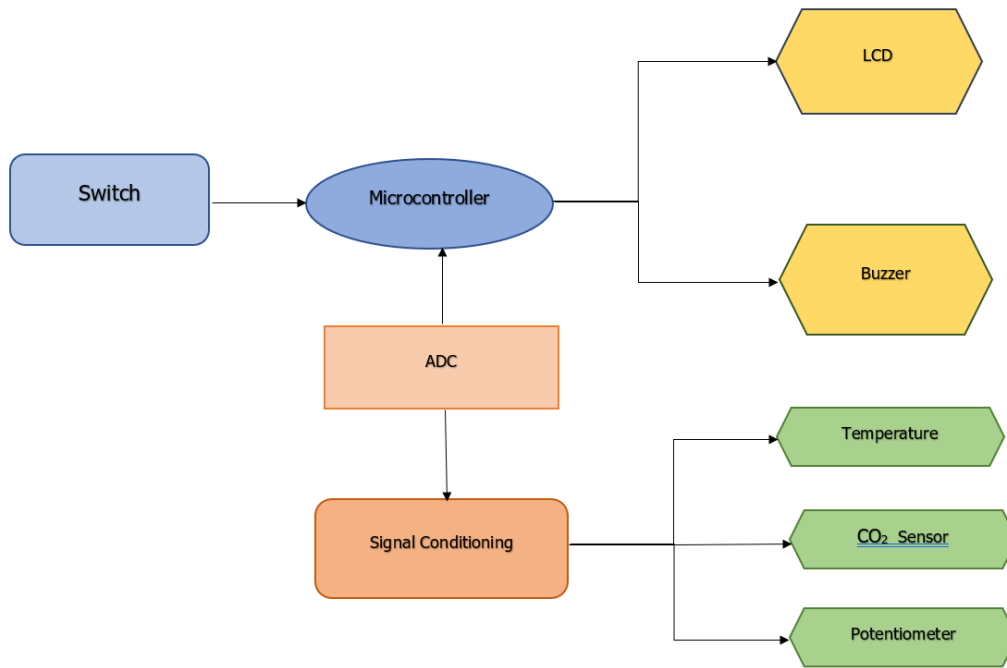 LCD
Switch
Microcontroller
Buzzer
ADC
Temperature
Signal Conditioning
CO₂ Sensor
Potentiometer